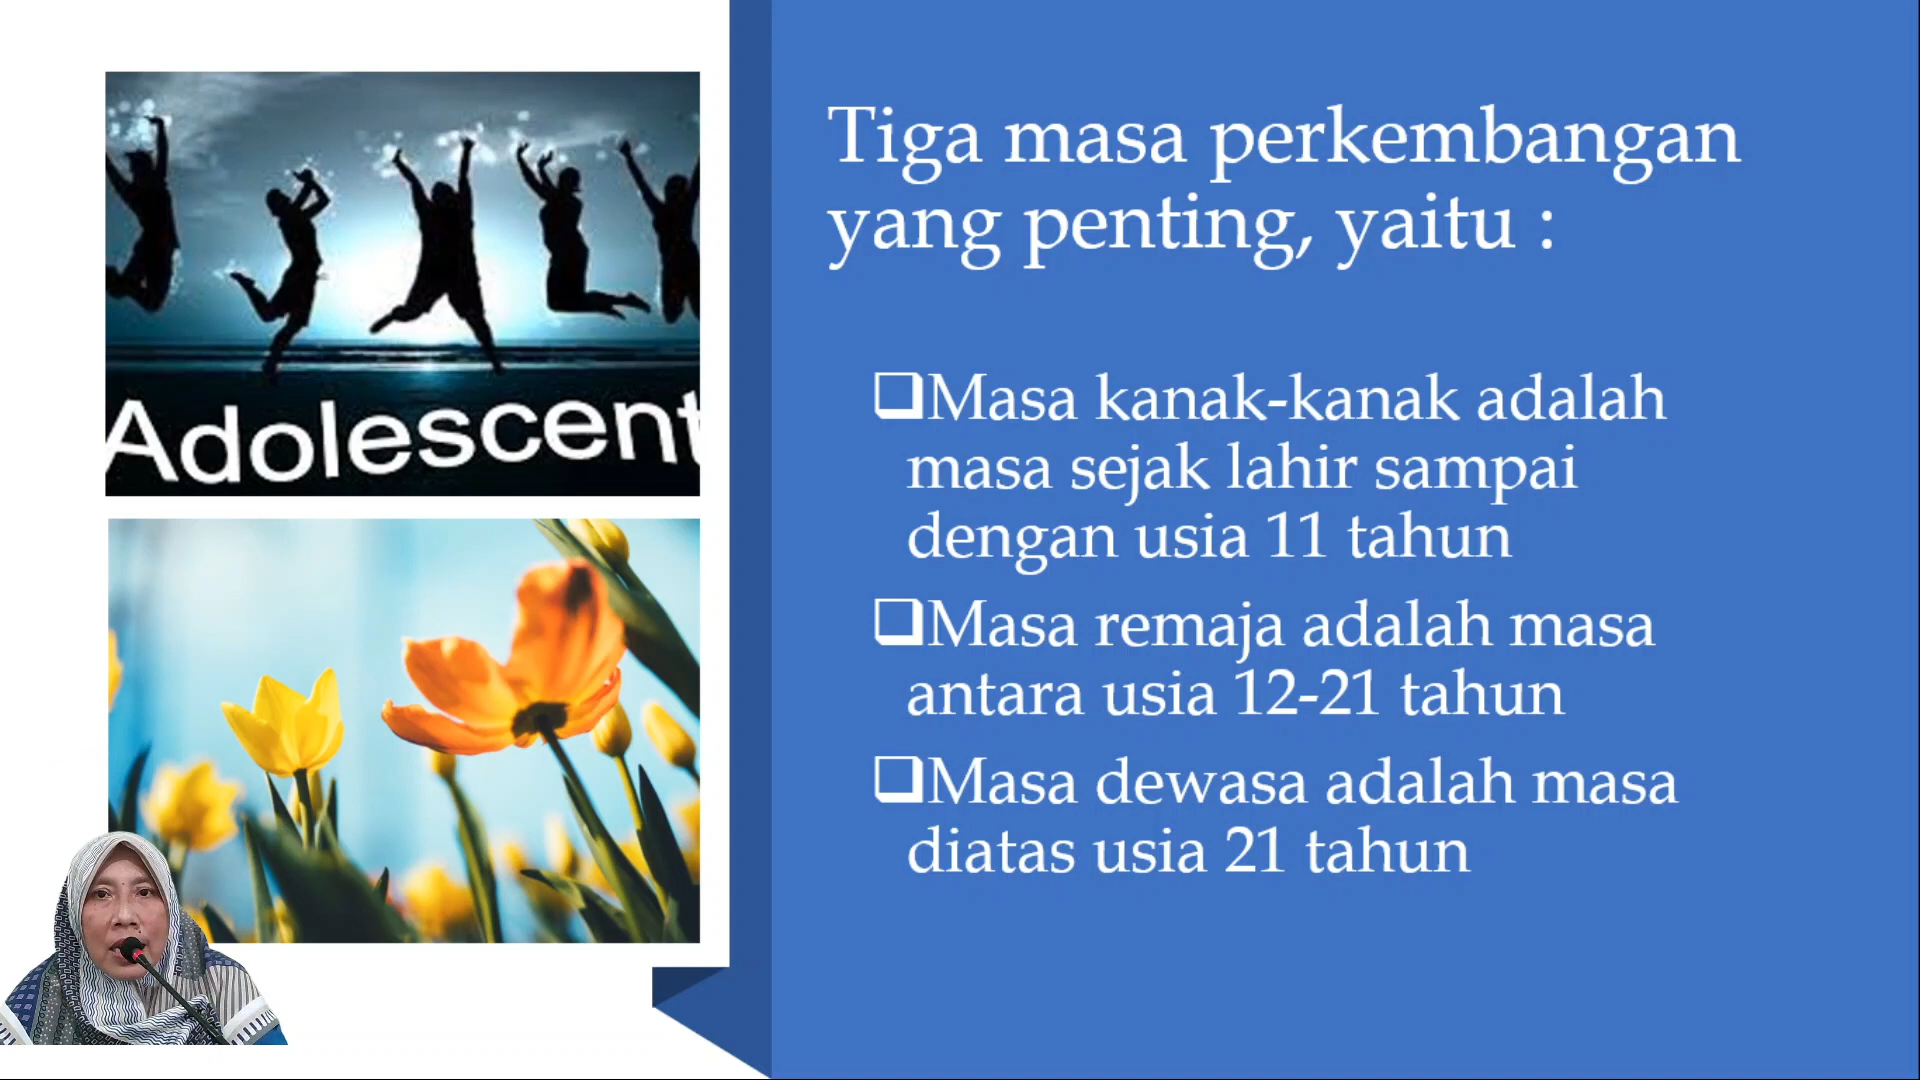 Adolescent
Tiga masa perkembangan
yang penting, yaitu :
Masa kanak-kanak adalah
masa sejak lahir sampai
dengan usia 11 tahun
Masa remaja adalah masa
antara usia 12-21 tahun
Masa dewasa adalah masa
diatas usia 21 tahun